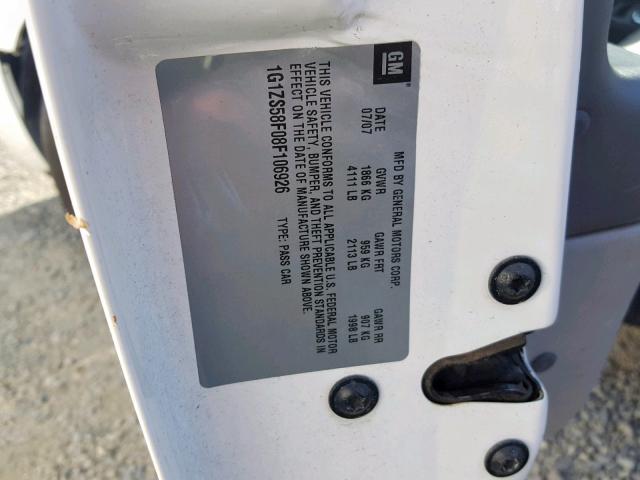 GM
MFD BY GENERAL MOTORS CORP.
DATE GVWR GAWR FRT GAWR RR
07/07 1866 KG 959 KG 907 KG
4111 LB 2113 LB 1998 LB
THIS VEHICLE CONFORMS TO ALL APPLICABLE U.S. FEDERAL MOTOR
VEHICLE SAFETY, BUMPER, AND THEFT PREVENTION STANDARDS IN
EFFECT ON THE DATE OF MANUFACTURE SHOWN ABOVE.
1G1ZS58F08F106926 TYPE: PASS CAR